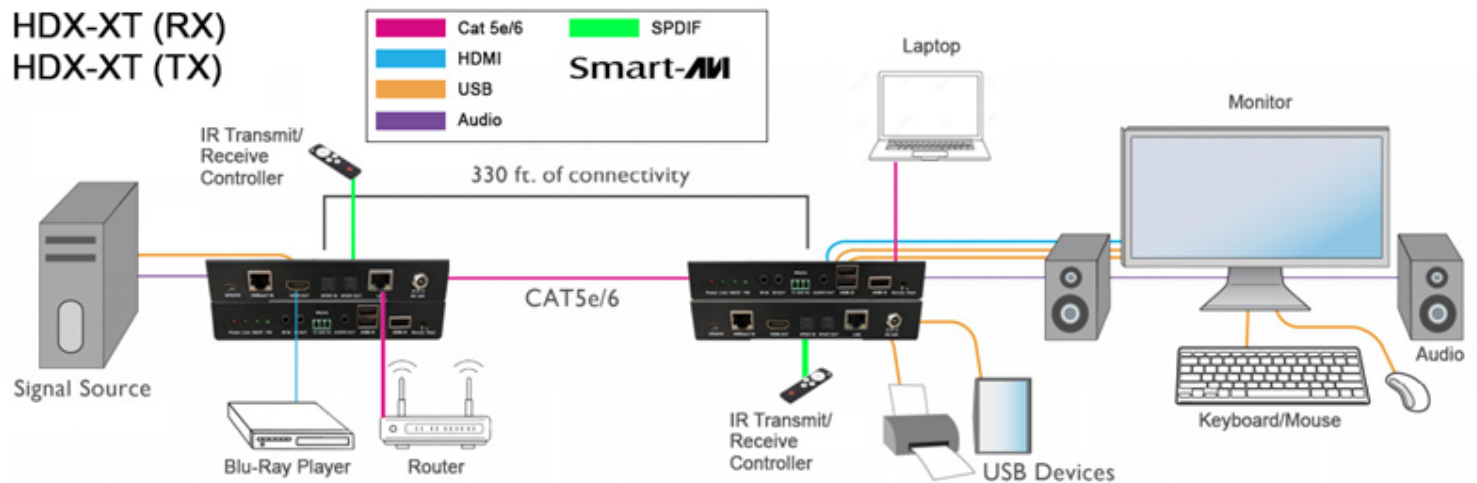 HDX-XT (RX)
HDX-XT (TX)
Cat 5e/6
SPDIF
HDMI
Smart-AVI
USB
Audio
Laptop
Monitor
IR Transmit/
Receive
Controller
330 ft. of connectivity
CAT5e/6
Signal Source
Blu-Ray Player
Router
IR Transmit/
Receive
Controller
USB Devices
Keyboard/Mouse
Audio